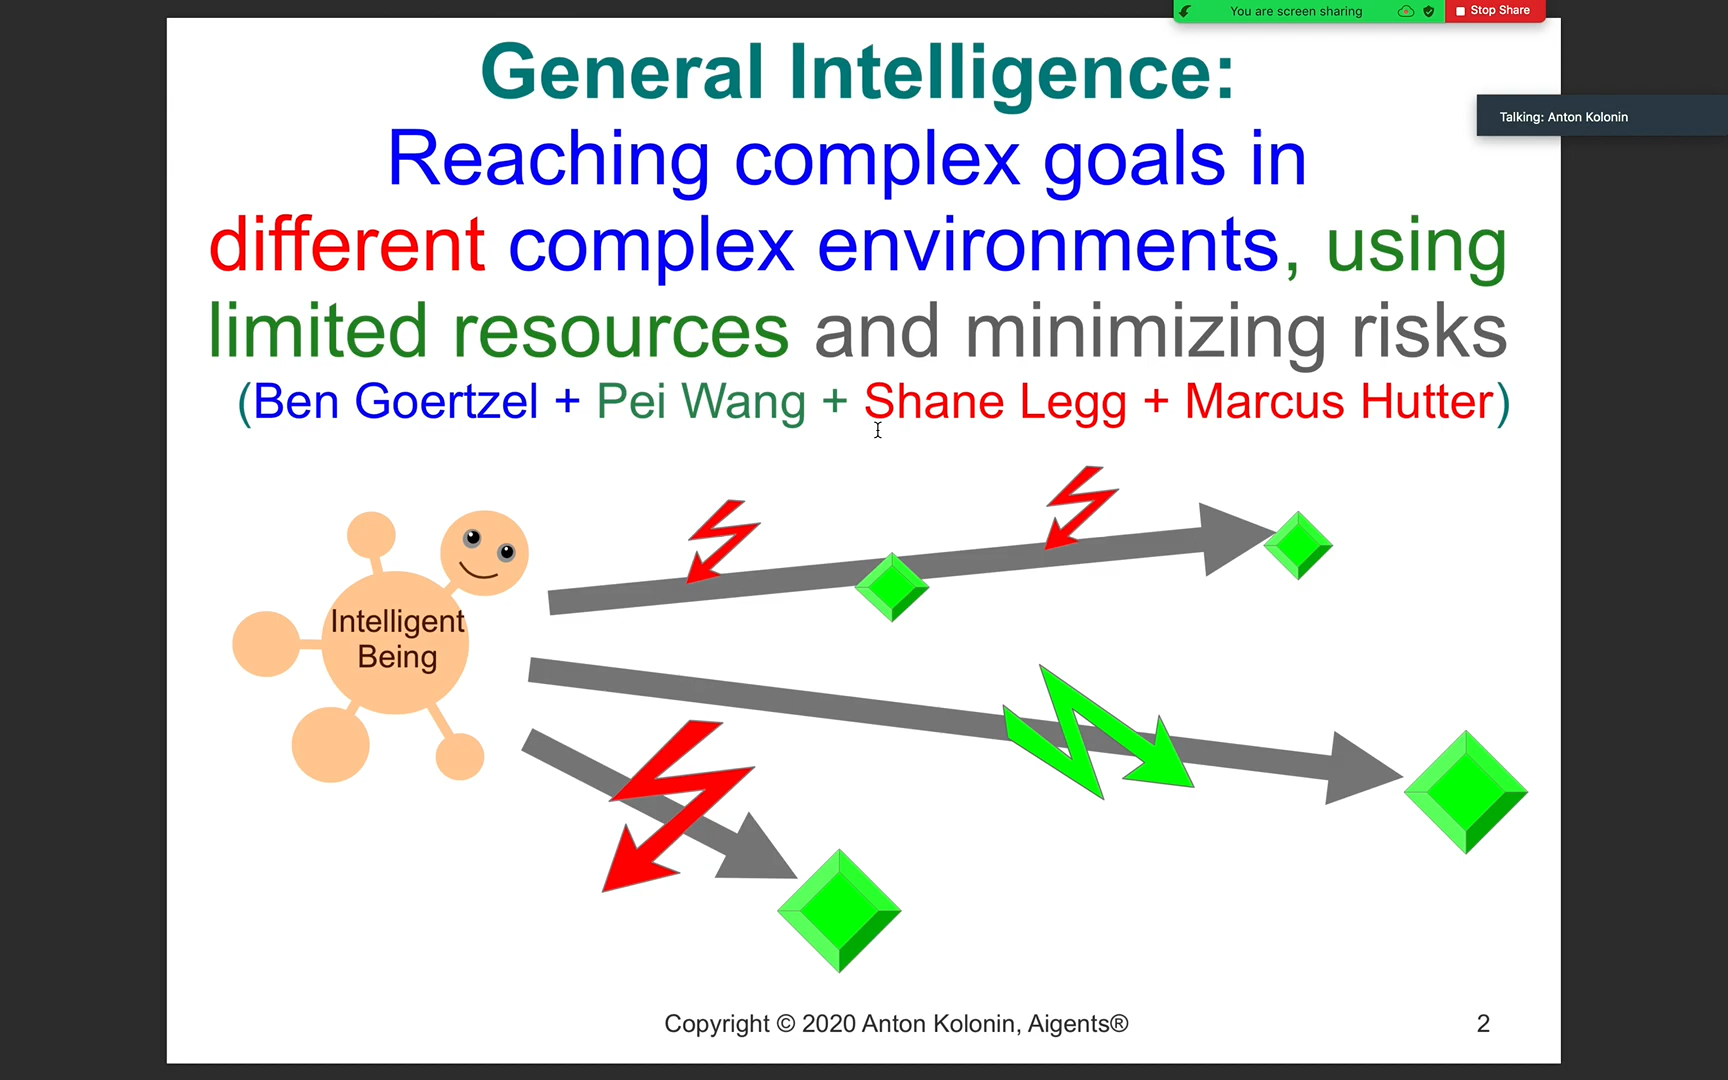 You are screen sharing
Stop Share
Talking: Anton Kolonin
General Intelligence:
Reaching complex goals in
different complex environments, using
limited resources and minimizing risks
(Ben Goertzel + Pei Wang + Shane Legg + Marcus Hutter)
Intelligent
Being
Copyright © 2020 Anton Kolonin, Aigents®
2